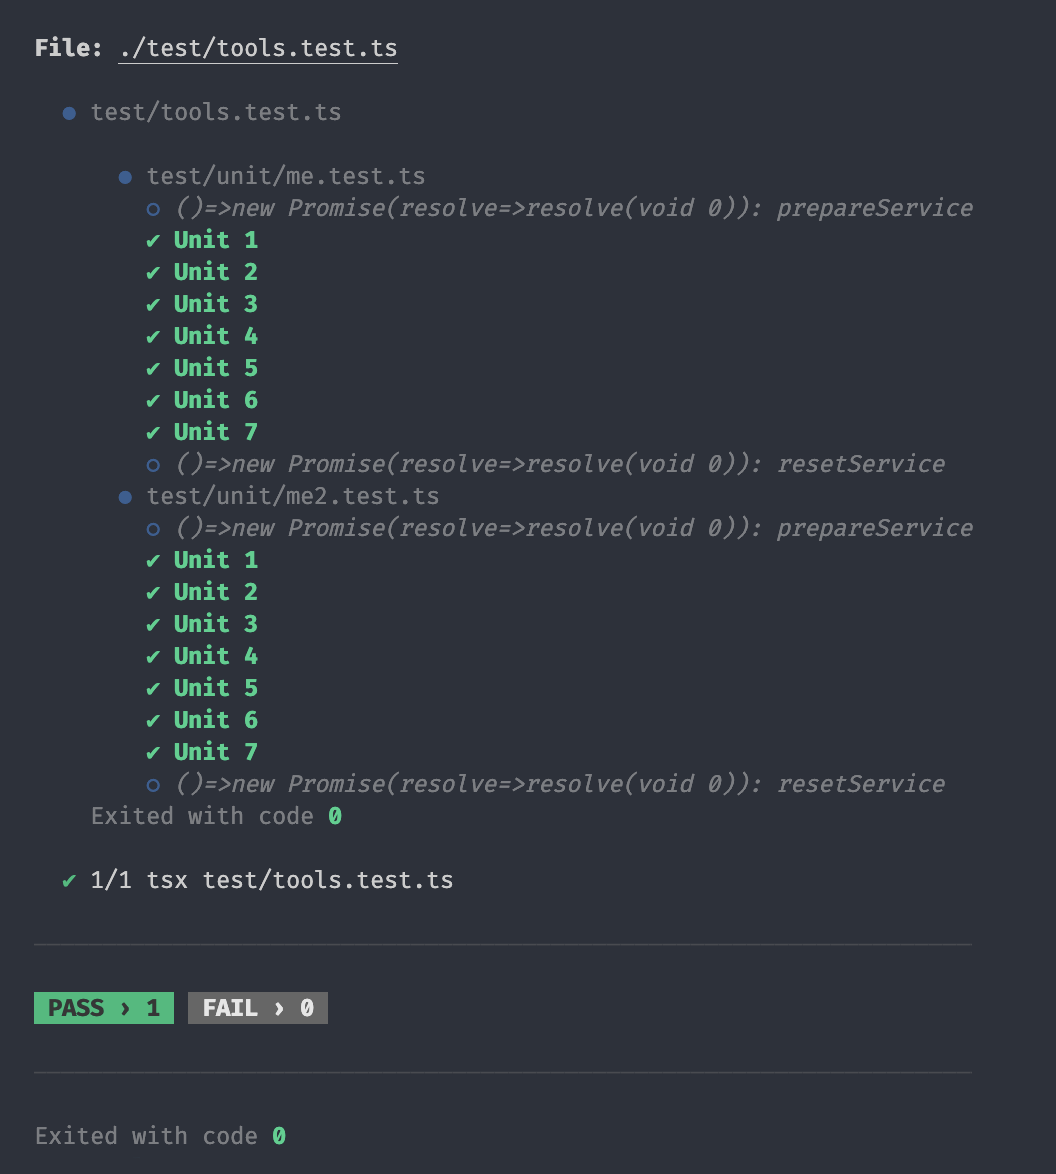 File: ./test/tools.test.ts
● test/tools.test.ts
● test/unit/me.test.ts
○ ()=>new Promise(resolve=>resolve(void 0)): prepareService
✔ Unit 1
✔ Unit 2
✔ Unit 3
✔ Unit 4
✔ Unit 5
✔ Unit 6
✔ Unit 7
○ ()=>new Promise(resolve=>resolve(void 0)): resetService
● test/unit/me2.test.ts
○ ()=>new Promise(resolve=>resolve(void 0)): prepareService
✔ Unit 1
✔ Unit 2
✔ Unit 3
✔ Unit 4
✔ Unit 5
✔ Unit 6
✔ Unit 7
○ ()=>new Promise(resolve=>resolve(void 0)): resetService
Exited with code 0
✔ 1/1 tsx test/tools.test.ts
PASS › 1 FAIL › 0
Exited with code 0